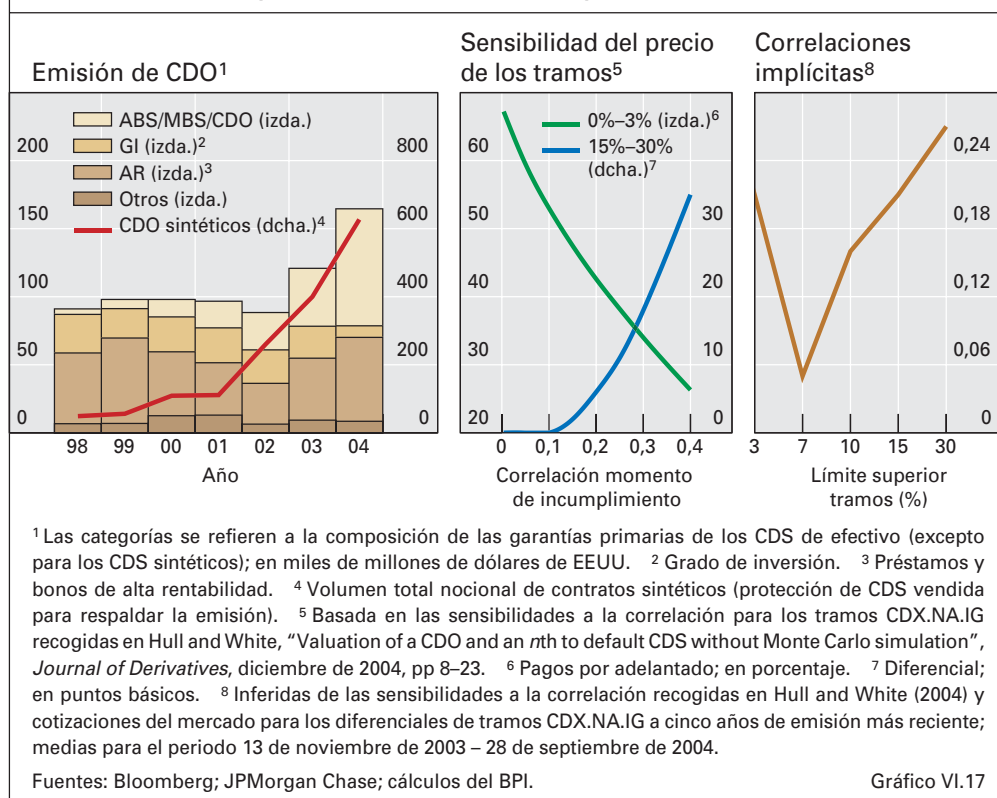 Emisión de CDO¹
ABS/MBS/CDO (izda.)
GI (izda.)²
AR (izda.)³
Otros (izda.)
CDO sintéticos (dcha.)⁴
200
150
100
50
0
800
600
400
200
0
98 99 00 01 02 03 04
Año
Sensibilidad del precio
de los tramos⁵
0%–3% (izda.)⁶
15%–30%
(dcha.)⁷
60
50
40
30
20
30
20
10
0
0 0,1 0,2 0,3 0,4
Correlación momento
de incumplimiento
Correlaciones
implícitas⁸
0,24
0,18
0,12
0,06
0
3 7 10 15 30
Límite superior
tramos (%)
¹ Las categorías se refieren a la composición de las garantías primarias de los CDS de efectivo (excepto
para los CDS sintéticos); en miles de millones de dólares de EEUU. ² Grado de inversión. ³ Préstamos y
bonos de alta rentabilidad. ⁴ Volumen total nocional de contratos sintéticos (protección de CDS vendida
para respaldar la emisión). ⁵ Basada en las sensibilidades a la correlación para los tramos CDX.NA.IG
recogidas en Hull and White, “Valuation of a CDO and an nth to default CDS without Monte Carlo simulation”,
Journal of Derivatives, diciembre de 2004, pp 8–23. ⁶ Pagos por adelantado; en porcentaje. ⁷ Diferencial;
en puntos básicos. ⁸ Inferidas de las sensibilidades a la correlación recogidas en Hull and White (2004) y
cotizaciones del mercado para los diferenciales de tramos CDX.NA.IG a cinco años de emisión más reciente;
medias para el periodo 13 de noviembre de 2003 – 28 de septiembre de 2004.
Fuentes: Bloomberg; JPMorgan Chase; cálculos del BPI. Gráfico VI.17